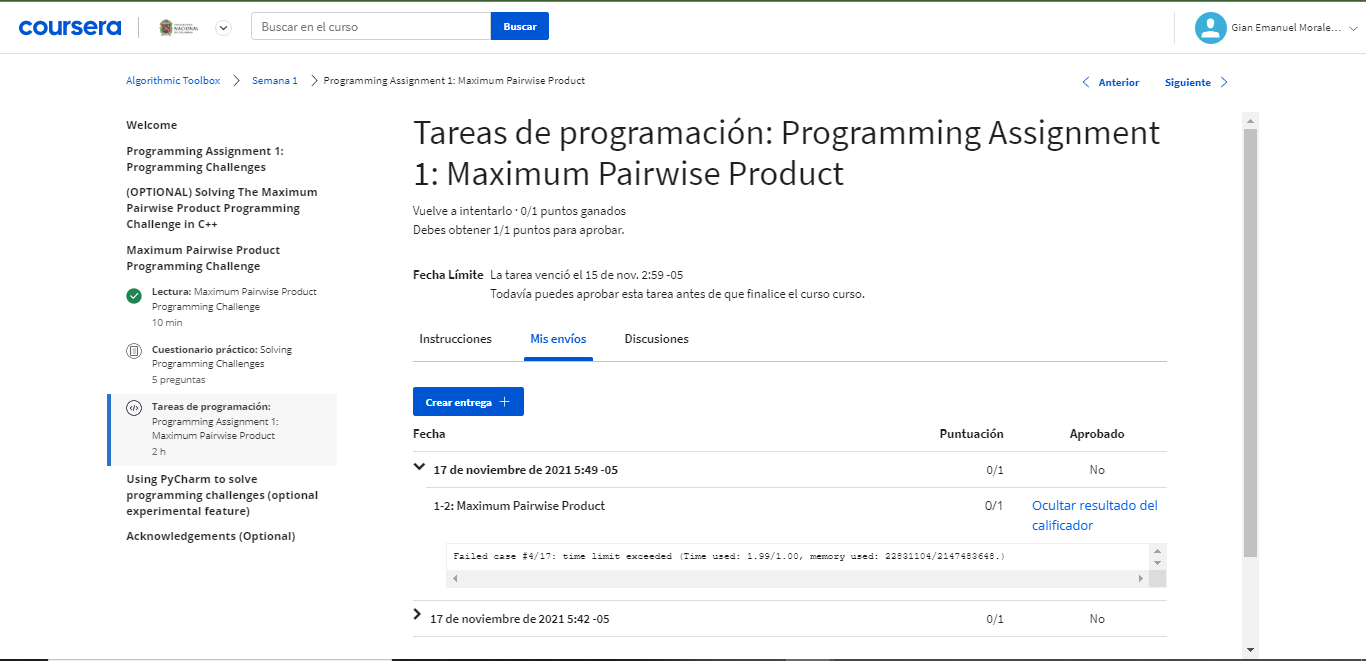 coursera
NACIONAL
Buscar en el curso
Buscar
Gian Emanuel Morale...
Algorithmic Toolbox
Semana 1
Programming Assignment 1: Maximum Pairwise Product
Anterior
Siguiente
Welcome
Programming Assignment 1:
Programming Challenges
(OPTIONAL) Solving The Maximum
Pairwise Product Programming
Challenge in C++
Maximum Pairwise Product
Programming Challenge
Lectura: Maximum Pairwise Product
Programming Challenge
10 min
Cuestionario práctico: Solving
Programming Challenges
5 preguntas
Tareas de programación:
Programming Assignment 1:
Maximum Pairwise Product
2 h
Using PyCharm to solve
programming challenges (optional
experimental feature)
Acknowledgements (Optional)
Tareas de programación: Programming Assignment
1: Maximum Pairwise Product
Vuelve a intentarlo · 0/1 puntos ganados
Debes obtener 1/1 puntos para aprobar.
Fecha Límite La tarea venció el 15 de nov. 2:59 -05
Todavía puedes aprobar esta tarea antes de que finalice el curso curso.
Instrucciones
Mis envíos
Discusiones
Crear entrega +
Fecha Puntuación Aprobado
17 de noviembre de 2021 5:49 -05 0/1 No
1-2: Maximum Pairwise Product 0/1 Ocultar resultado del
calificador
Failed case #4/17: time limit exceeded (Time used: 1.99/1.00, memory used: 22831104/2147483648.)
17 de noviembre de 2021 5:42 -05 0/1 No